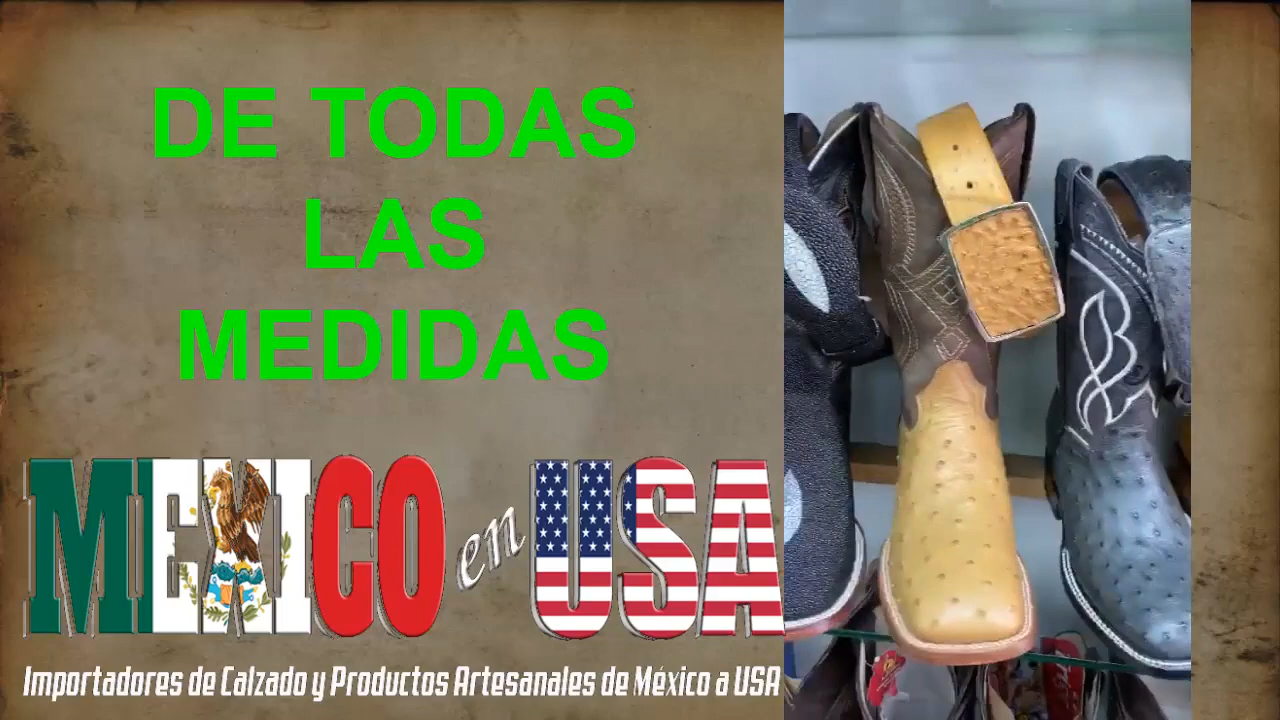 DE TODAS
LAS
MEDIDAS
MEXICO en USA
Importadores de Calzado y Productos Artesanales de México a USA